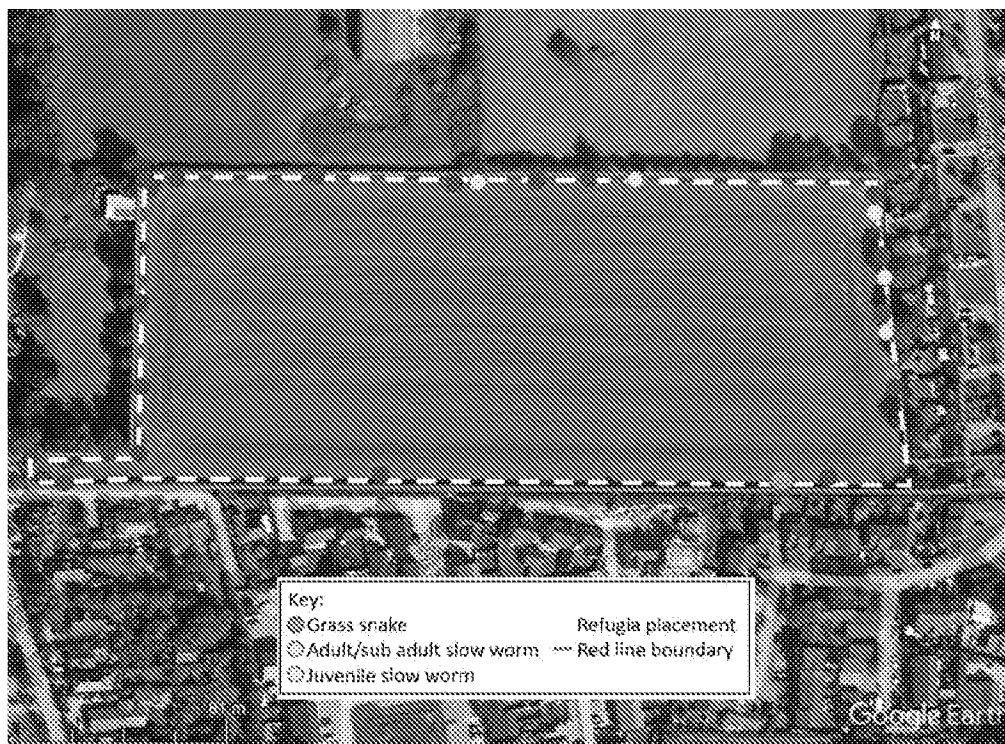 N
Key:
Grass snake
Refugia placement
Adult/sub adult slow worm
Red line boundary
Juvenile slow worm
Google Earth